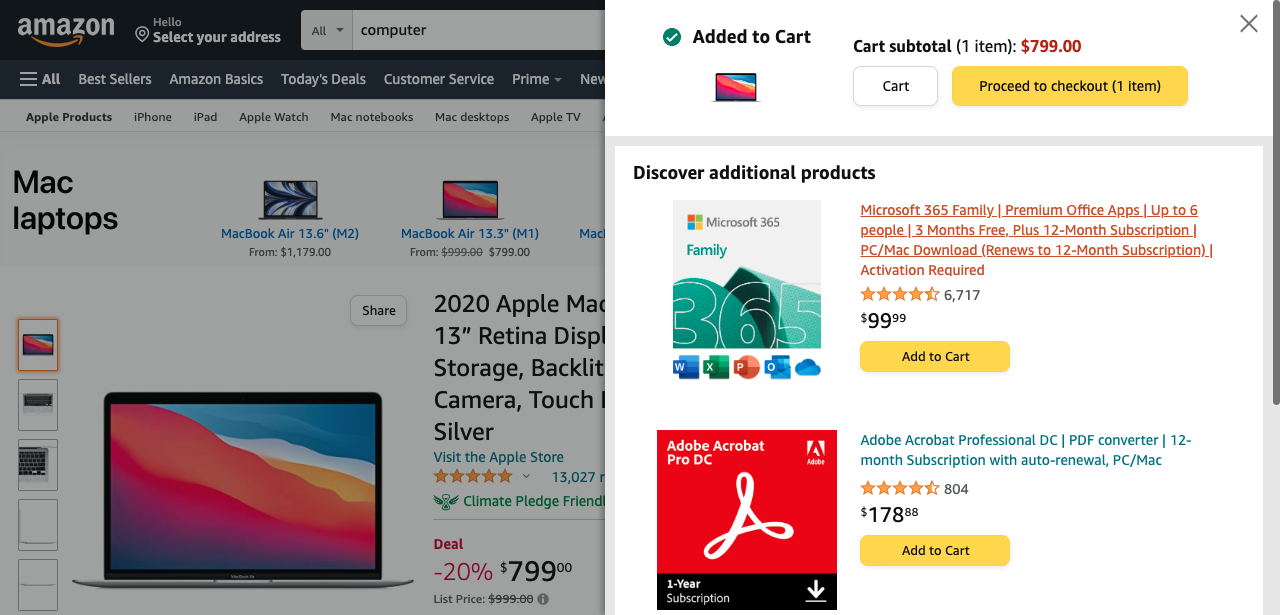 amazon
Hello
Select your address
All
computer
All
Best Sellers
Amazon Basics
Today's Deals
Customer Service
Prime
New
Apple Products
iPhone
iPad
Apple Watch
Mac notebooks
Mac desktops
Apple TV
Mac
laptops
MacBook Air 13.6" (M2)
From: $1,179.00
MacBook Air 13.3" (M1)
From: $999.00 $799.00
Share
2020 Apple Mac
13" Retina Displ
Storage, Backlit
Camera, Touch
Silver
Visit the Apple Store
13,027 r
Climate Pledge Friendl
Deal
-20% $79900
List Price: $999.00
MacBook Air
Added to Cart
Cart subtotal (1 item): $799.00
Cart
Proceed to checkout (1 item)
Discover additional products
Microsoft 365
Family
365
W X P O
Microsoft 365 Family | Premium Office Apps | Up to 6
people | 3 Months Free, Plus 12-Month Subscription |
PC/Mac Download (Renews to 12-Month Subscription) |
Activation Required
6,717
$9999
Add to Cart
Adobe Acrobat
Pro DC
Adobe
1-Year
Subscription
Adobe Acrobat Professional DC | PDF converter | 12-
month Subscription with auto-renewal, PC/Mac
804
$17888
Add to Cart